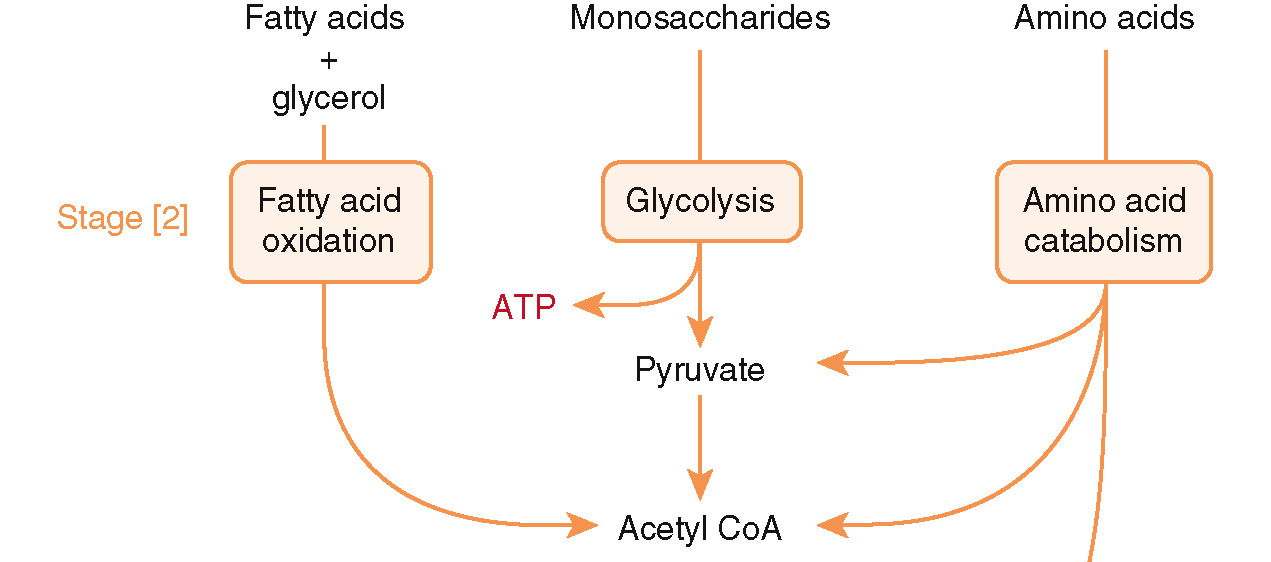 Fatty acids
+
glycerol
Monosaccharides
Amino acids
Stage [2]
Fatty acid
oxidation
Glycolysis
Amino acid
catabolism
ATP
Pyruvate
Acetyl CoA